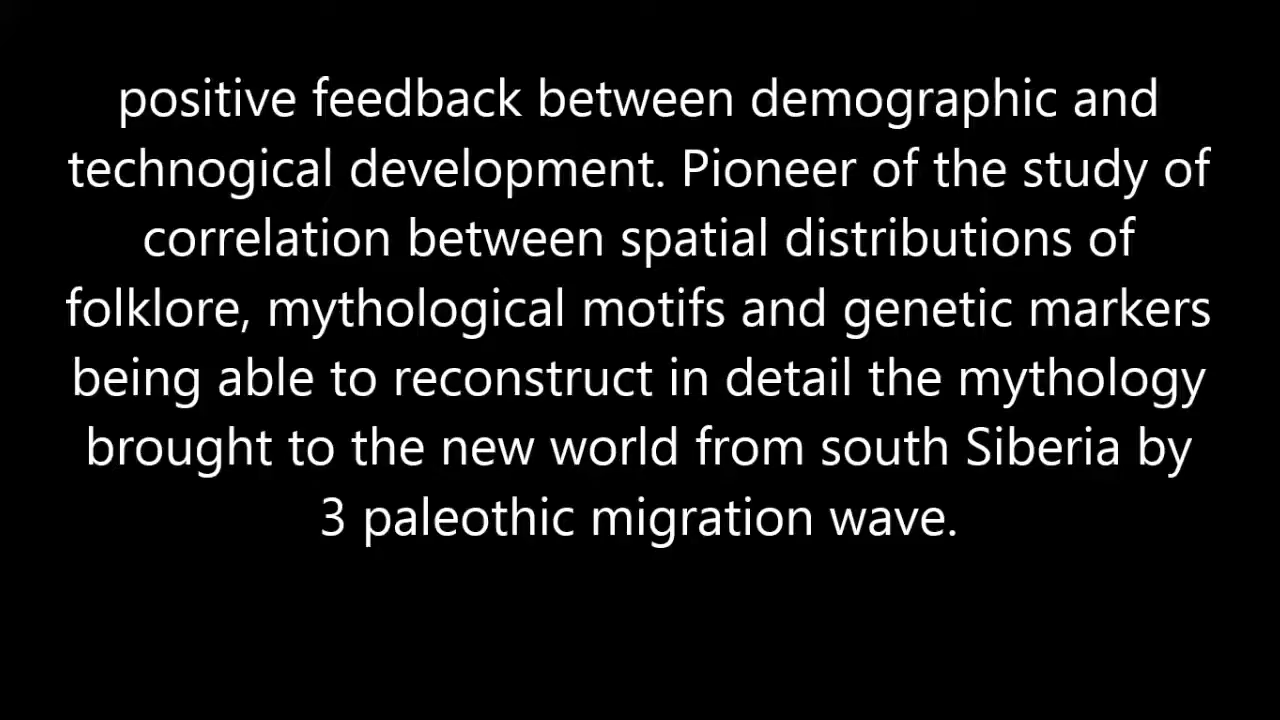 positive feedback between demographic and
technogical development. Pioneer of the study of
correlation between spatial distributions of
folklore, mythological motifs and genetic markers
being able to reconstruct in detail the mythology
brought to the new world from south Siberia by
3 paleothic migration wave.